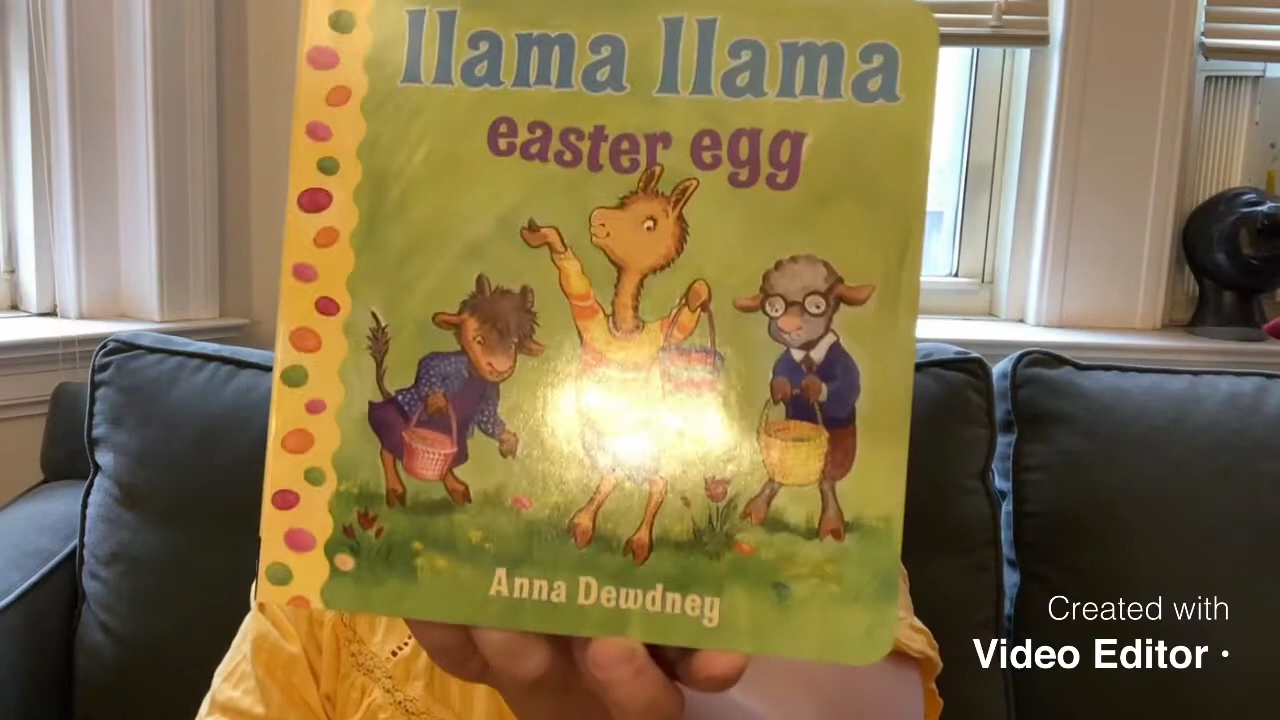 llama llama
easter egg
Anna Dewdney
Created with
Video Editor •